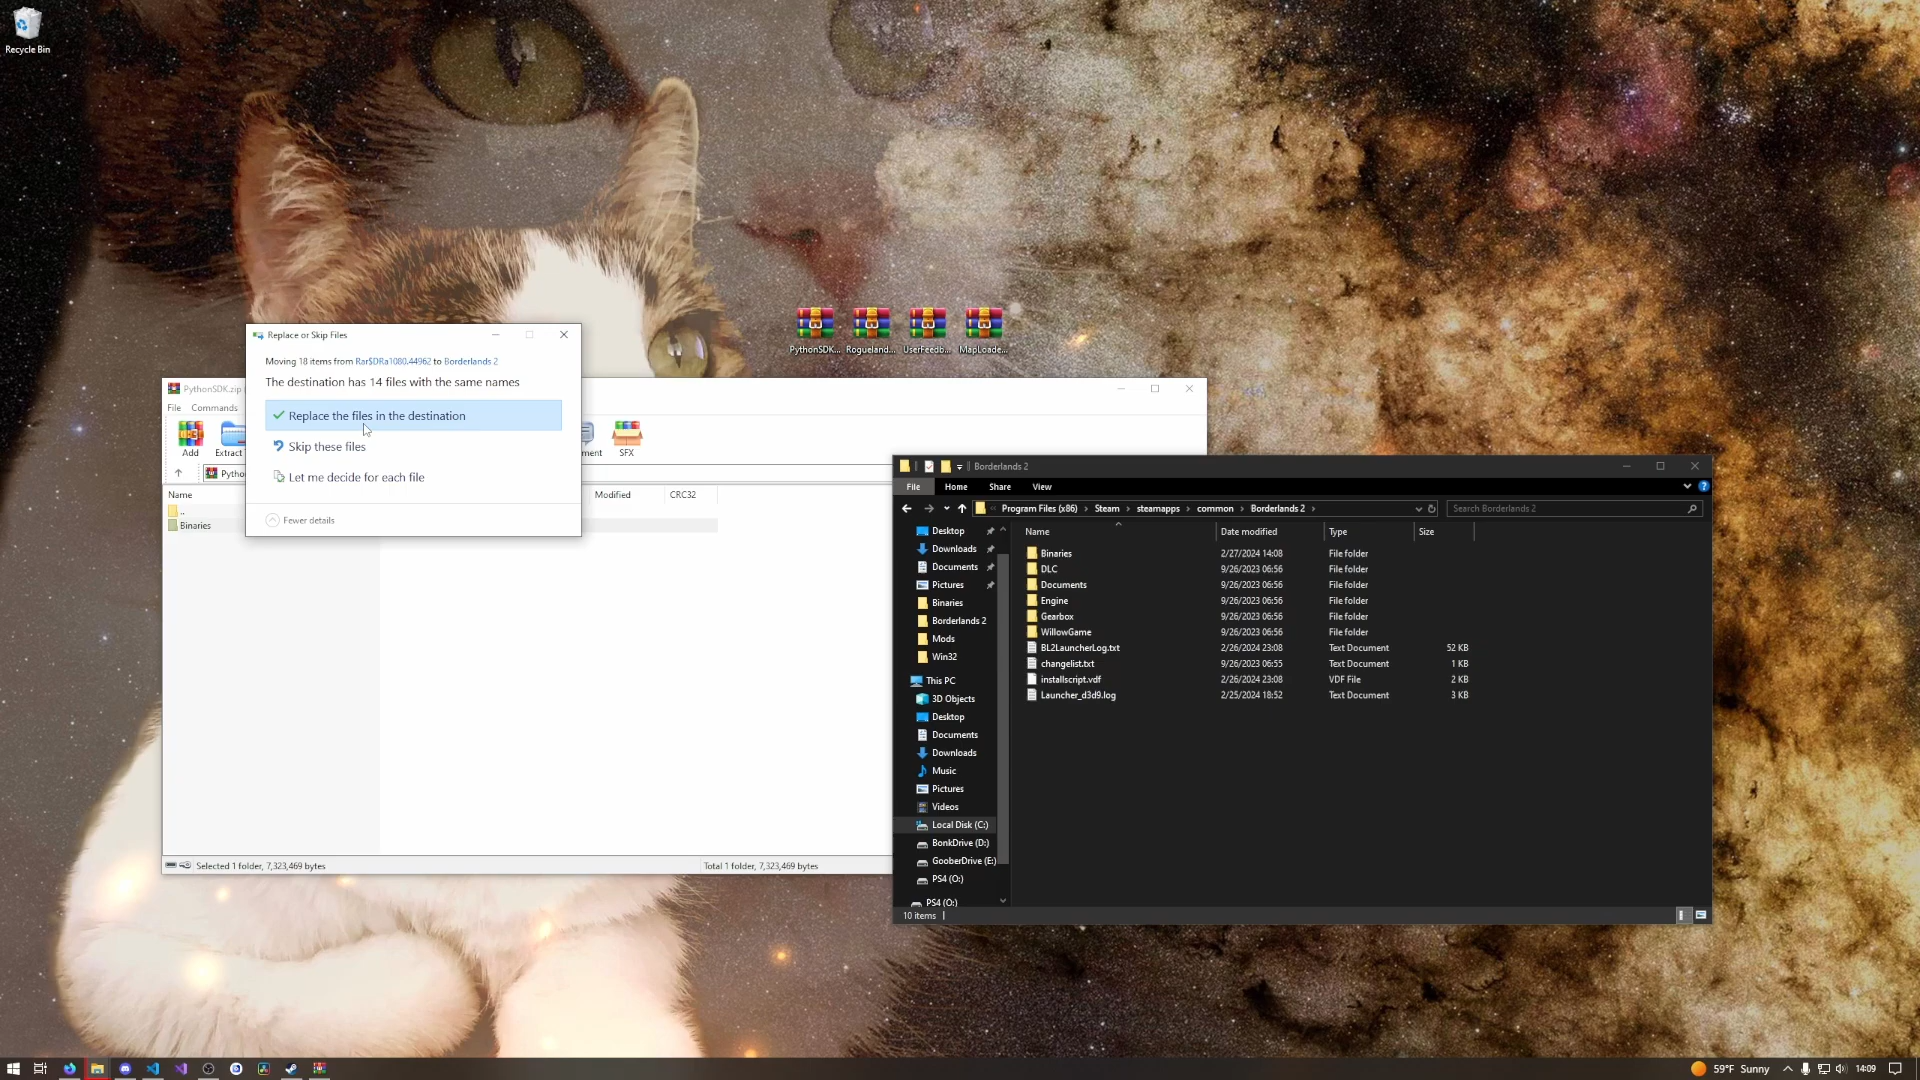 Recycle Bin
PythonSDK...
Rogueland...
UserFeedb...
MapLoade...
Replace or Skip Files
Moving 18 items from Rar$DRa1080.44962 to Borderlands 2
The destination has 14 files with the same names
Replace the files in the destination
Skip these files
Let me decide for each file
Fewer details
PythonSDK.zip
File Commands
Add
Extract
ment
SFX
Pytho
Name
Modified
CRC32
..
Binaries
Selected 1 folder, 7,323,469 bytes
Total 1 folder, 7,323,469 bytes
Borderlands 2
File Home Share View
Program Files (x86) > Steam > steamapps > common > Borderlands 2 >
Search Borderlands 2
Desktop
Downloads
Documents
Pictures
Binaries
Borderlands 2
Mods
Win32
This PC
3D Objects
Desktop
Documents
Downloads
Music
Pictures
Videos
Local Disk (C:)
BonkDrive (D:)
GooberDrive (E:)
PS4 (O:)
PS4 (O:)
Name Date modified Type Size
Binaries 2/27/2024 14:08 File folder
DLC 9/26/2023 06:56 File folder
Documents 9/26/2023 06:56 File folder
Engine 9/26/2023 06:56 File folder
Gearbox 9/26/2023 06:56 File folder
WillowGame 9/26/2023 06:56 File folder
BL2LauncherLog.txt 2/26/2024 23:08 Text Document 52 KB
changelist.txt 9/26/2023 06:55 Text Document 1 KB
installscript.vdf 2/26/2024 23:08 VDF File 2 KB
Launcher_d3d9.log 2/25/2024 18:52 Text Document 3 KB
10 items
59°F Sunny
14:09